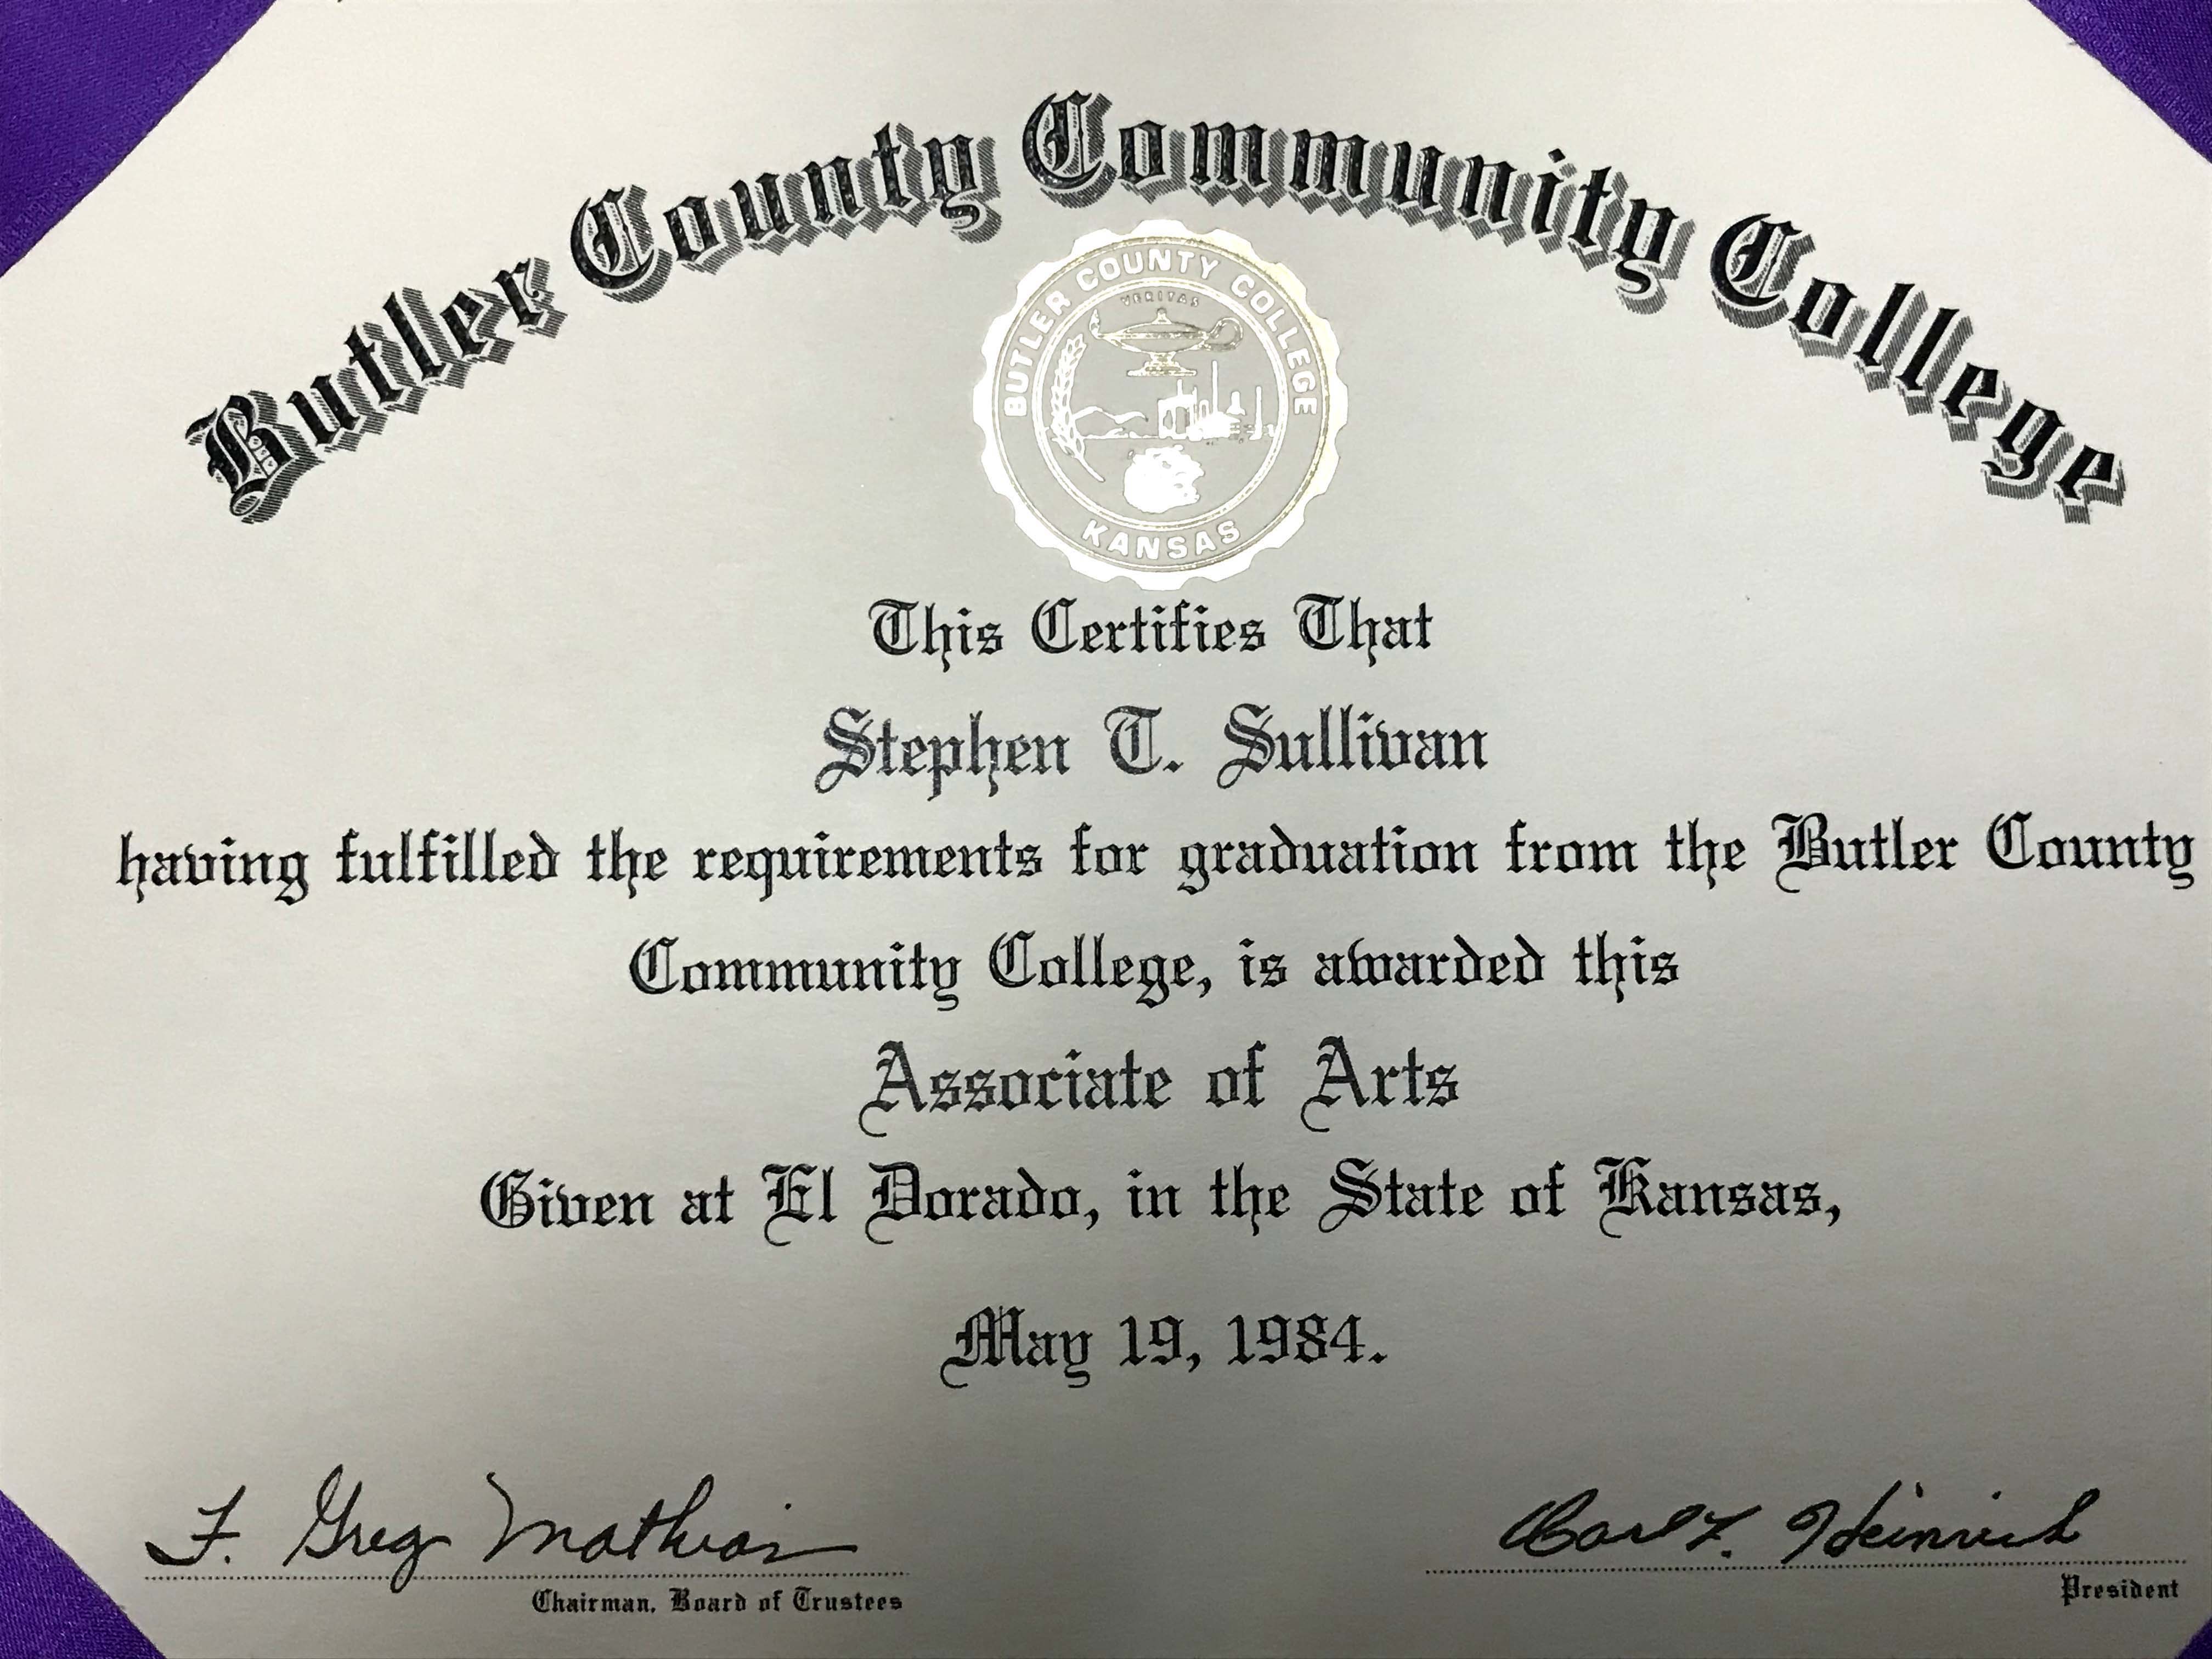 Butler County Community College
BUTLER COUNTY COLLEGE
VERITAS
KANSAS
This Certifies That
Stephen T. Sullivan
having fulfilled the requirements for graduation from the Butler County
Community College, is awarded this
Associate of Arts
Given at El Dorado, in the State of Kansas,
May 19, 1984.
F. Greg Mathias
Carl L. Heinrich
Chairman, Board of Trustees
President